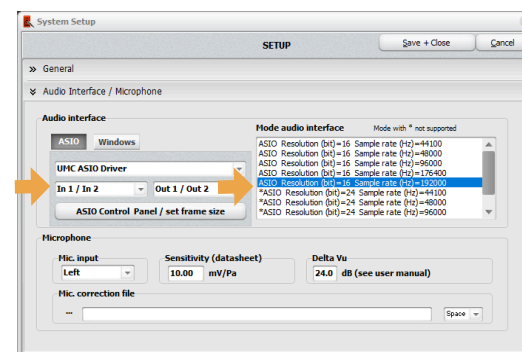 System Setup
SETUP
Save + Close
Cancel
» General
Audio Interface / Microphone
Audio interface
Mode audio interface
Mode with * not supported
ASIO
Windows
ASIO Resolution (bit)=16 Sample rate (Hz)=44100
ASIO Resolution (bit)=16 Sample rate (Hz)=48000
ASIO Resolution (bit)=16 Sample rate (Hz)=96000
ASIO Resolution (bit)=16 Sample rate (Hz)=176400
ASIO Resolution (bit)=16 Sample rate (Hz)=192000
*ASIO Resolution (bit)=24 Sample rate (Hz)=44100
*ASIO Resolution (bit)=24 Sample rate (Hz)=48000
*ASIO Resolution (bit)=24 Sample rate (Hz)=96000
UMC ASIO Driver
In 1 / In 2
Out 1 / Out 2
ASIO Control Panel / set frame size
Microphone
Mic. input
Left
Sensitivity (datasheet)
10.00 mV/Pa
Delta Vu
24.0 dB (see user manual)
Mic. correction file
...
Space